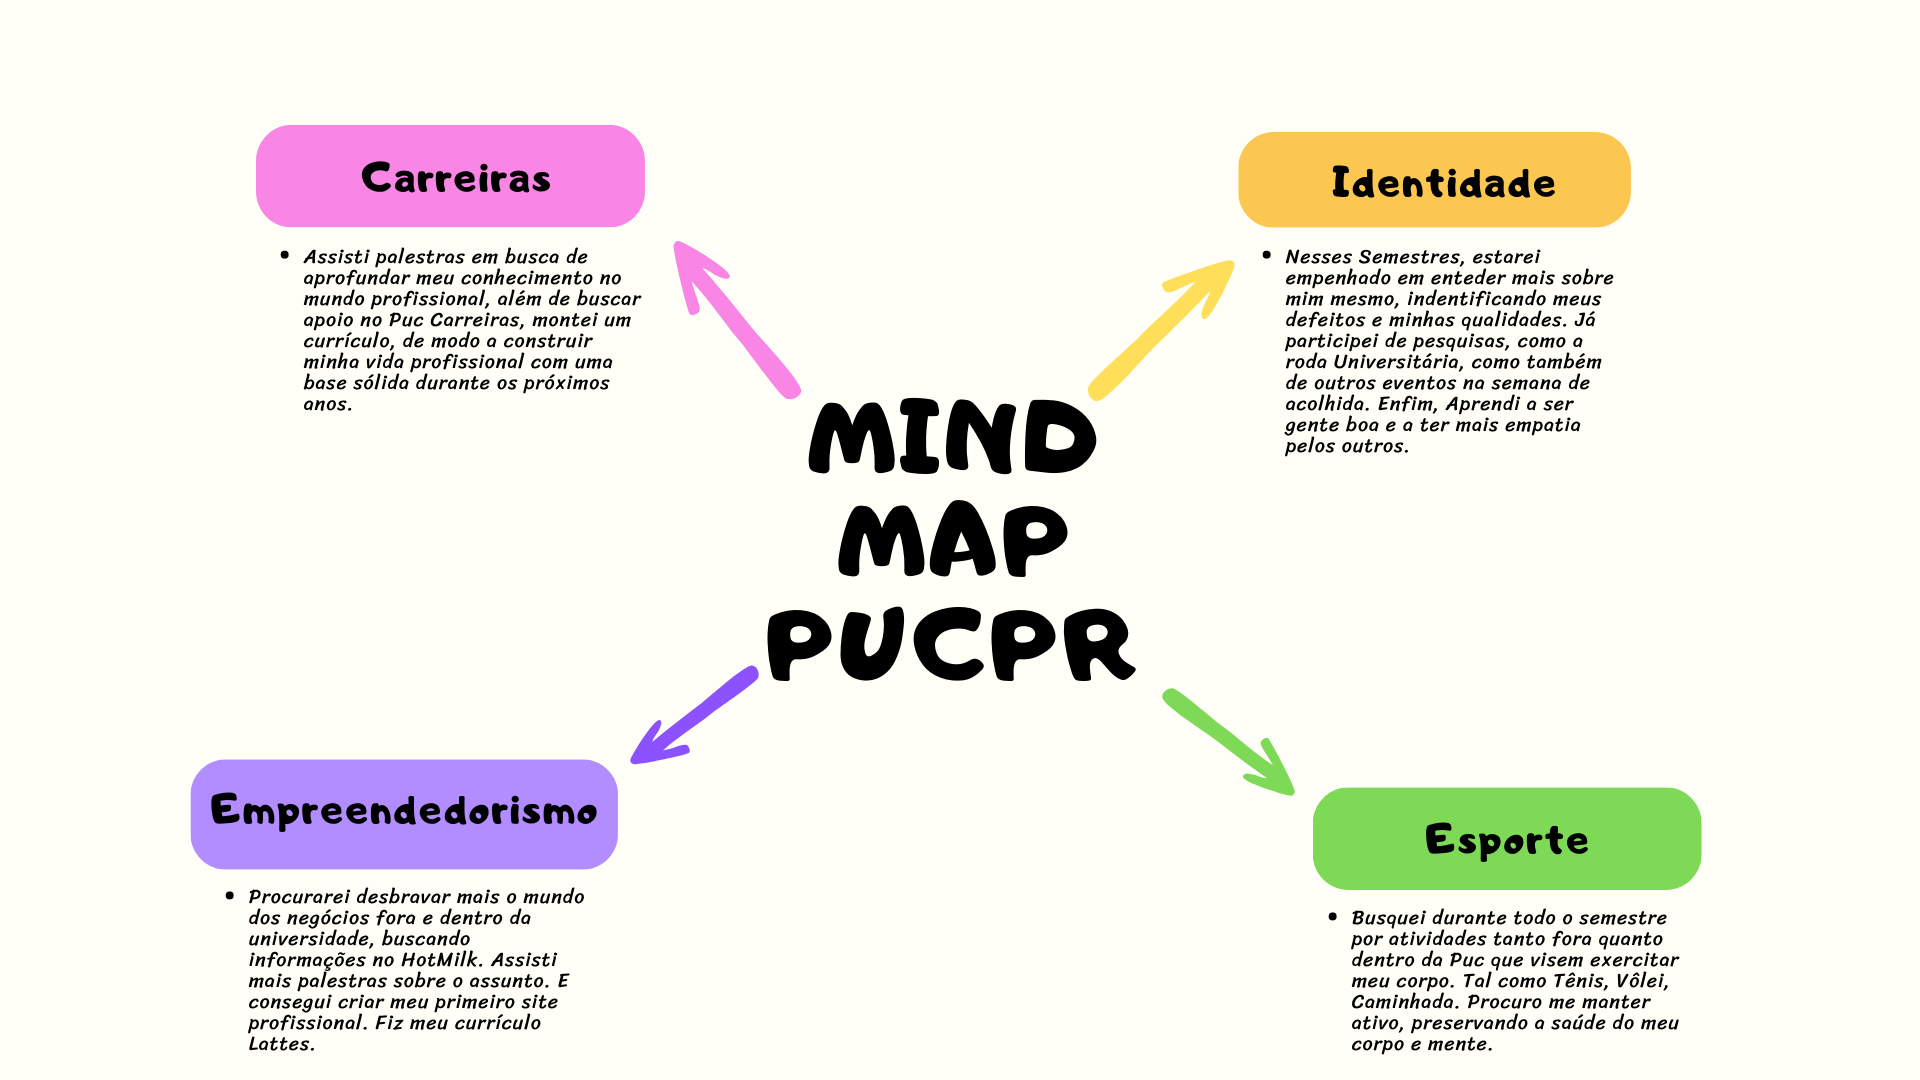 Carreiras
Assisti palestras em busca de
aprofundar meu conhecimento no
mundo profissional, além de buscar
apoio no Puc Carreiras, montei um
currículo, de modo a construir
minha vida profissional com uma
base sólida durante os próximos
anos.
Identidade
Nesses Semestres, estarei
empenhado em enteder mais sobre
mim mesmo, indentificando meus
defeitos e minhas qualidades. Já
participei de pesquisas, como a
roda Universitária, como também
de outros eventos na semana de
acolhida. Enfim, Aprendi a ser
gente boa e a ter mais empatia
pelos outros.
MIND
MAP
PUCPR
Empreendedorismo
Procurarei desbravar mais o mundo
dos negócios fora e dentro da
universidade, buscando
informações no HotMilk. Assisti
mais palestras sobre o assunto. E
consegui criar meu primeiro site
profissional. Fiz meu currículo
Lattes.
Esporte
Busquei durante todo o semestre
por atividades tanto fora quanto
dentro da Puc que visem exercitar
meu corpo. Tal como Tênis, Vôlei,
Caminhada. Procuro me manter
ativo, preservando a saúde do meu
corpo e mente.